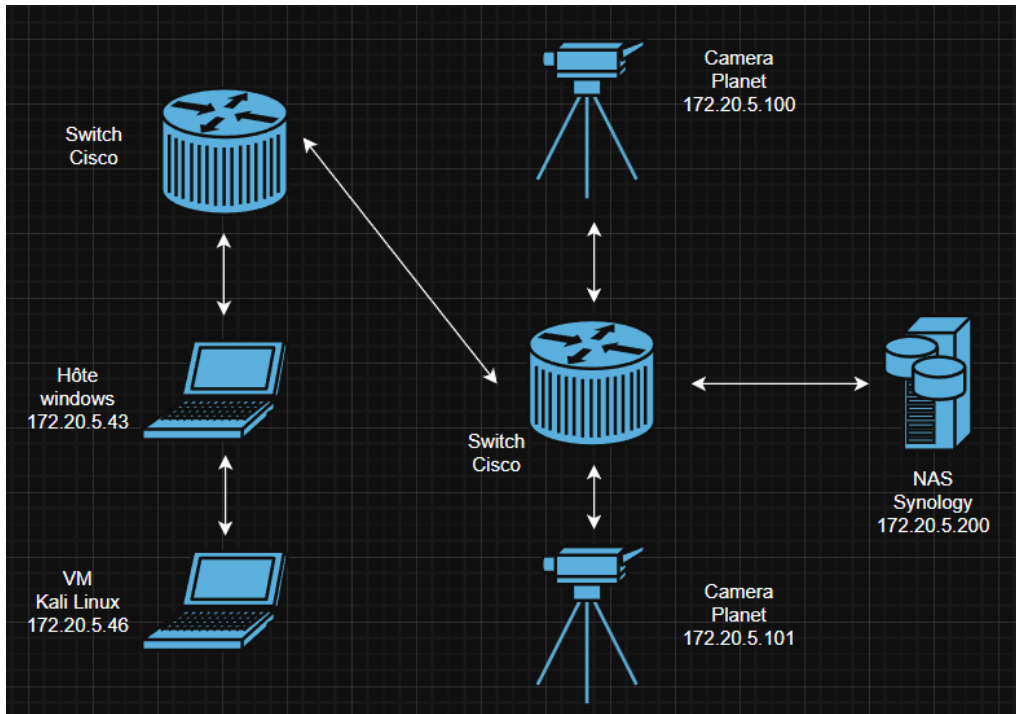 Switch
Cisco
Camera
Planet
172.20.5.100
Hôte
windows
172.20.5.43
Switch
Cisco
NAS
Synology
172.20.5.200
VM
Kali Linux
172.20.5.46
Camera
Planet
172.20.5.101